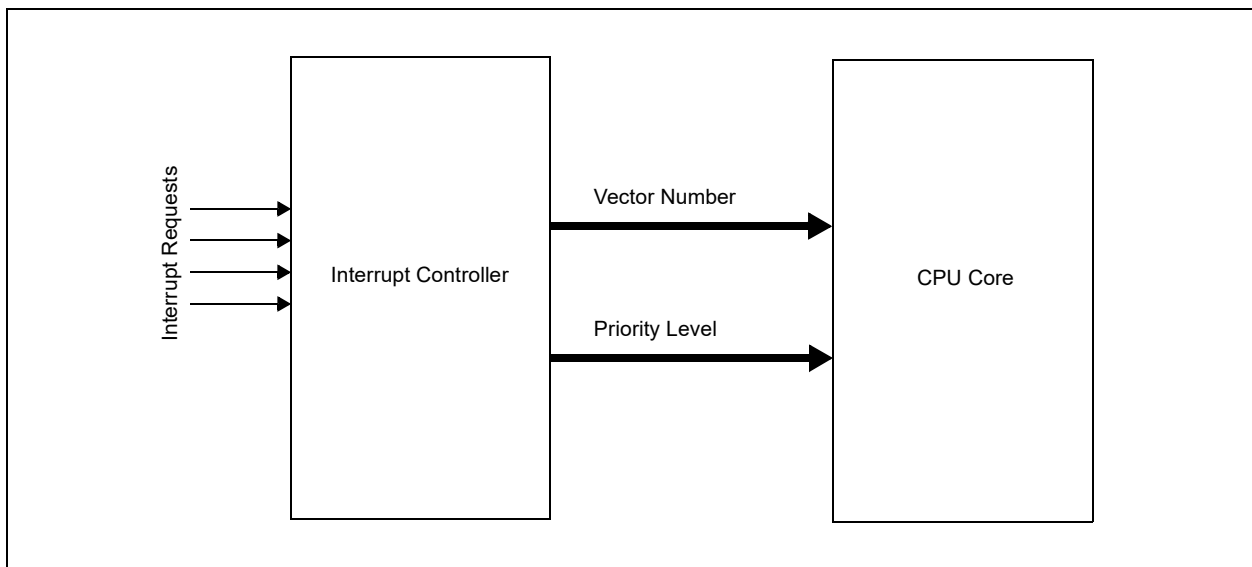 Interrupt Requests
Interrupt Controller
Vector Number
Priority Level
CPU Core